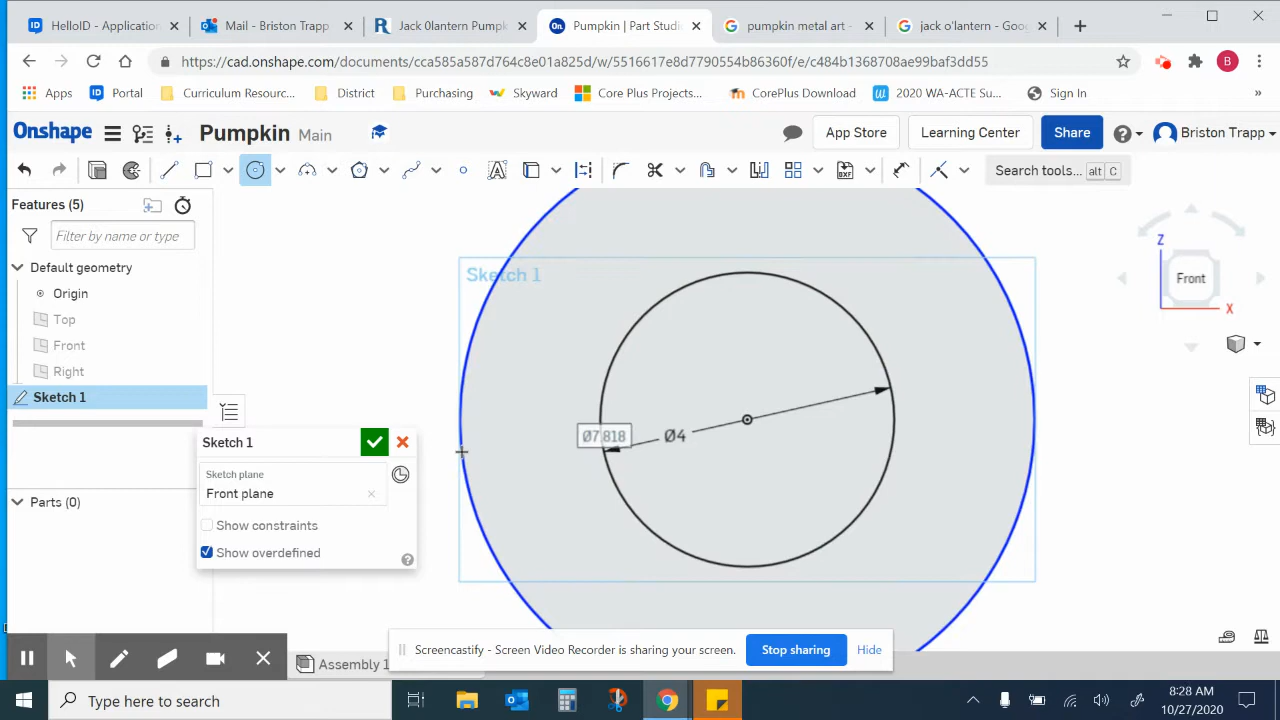 HelloID - Application
Mail - Briston Trapp
Jack 0lantern Pumpk
Pumpkin | Part Studi
pumpkin metal art -
jack o'lantern - Goog
https://cad.onshape.com/documents/cca585a587d764c8e01a825d/w/5516617e8d7790554b86360f/e/c484b1368708ae99baf3dd55
B
Apps
Portal
Curriculum Resourc...
District
Purchasing
Skyward
Core Plus Projects...
CorePlus Download
2020 WA-ACTE Su...
Sign In
»
Onshape
Pumpkin Main
App Store
Learning Center
Share
Briston Trapp
Search tools... alt C
Features (5)
Filter by name or type
Default geometry
Origin
Top
Front
Right
Sketch 1
Sketch 1
Sketch plane
Front plane
Show constraints
Show overdefined
Parts (0)
Sketch 1
Ø7.818
Ø4
Z
Front
X
Assembly 1
Screencastify - Screen Video Recorder is sharing your screen.
Stop sharing
Hide
Type here to search
8:28 AM
10/27/2020